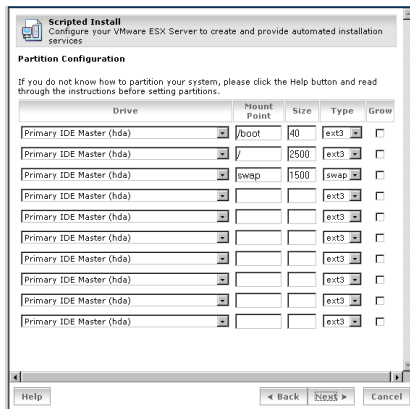 Scripted Install
Configure your VMware ESX Server to create and provide automated installation
services
Partition Configuration
If you do not know how to partition your system, please click the Help button and read
through the instructions before setting partitions.
Drive Mount Point Size Type Grow
Primary IDE Master (hda) /boot 40 ext3
Primary IDE Master (hda) / 2500 ext3
Primary IDE Master (hda) swap 1500 swap
Primary IDE Master (hda) ext3
Primary IDE Master (hda) ext3
Primary IDE Master (hda) ext3
Primary IDE Master (hda) ext3
Primary IDE Master (hda) ext3
Primary IDE Master (hda) ext3
Primary IDE Master (hda) ext3
Help Back Next Cancel